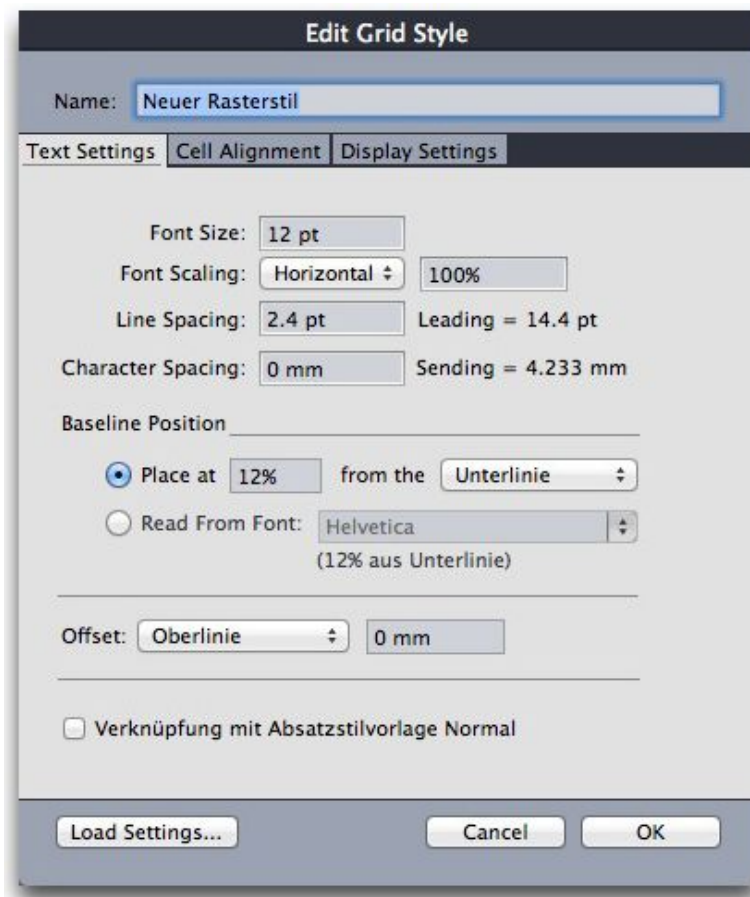 Edit Grid Style
Name: Neuer Rasterstil
Text Settings Cell Alignment Display Settings
Font Size: 12 pt
Font Scaling: Horizontal 100%
Line Spacing: 2.4 pt Leading = 14.4 pt
Character Spacing: 0 mm Sending = 4.233 mm
Baseline Position
Place at 12% from the Unterlinie
Read From Font: Helvetica
(12% aus Unterlinie)
Offset: Oberlinie 0 mm
Verknüpfung mit Absatzstilvorlage Normal
Load Settings... Cancel OK